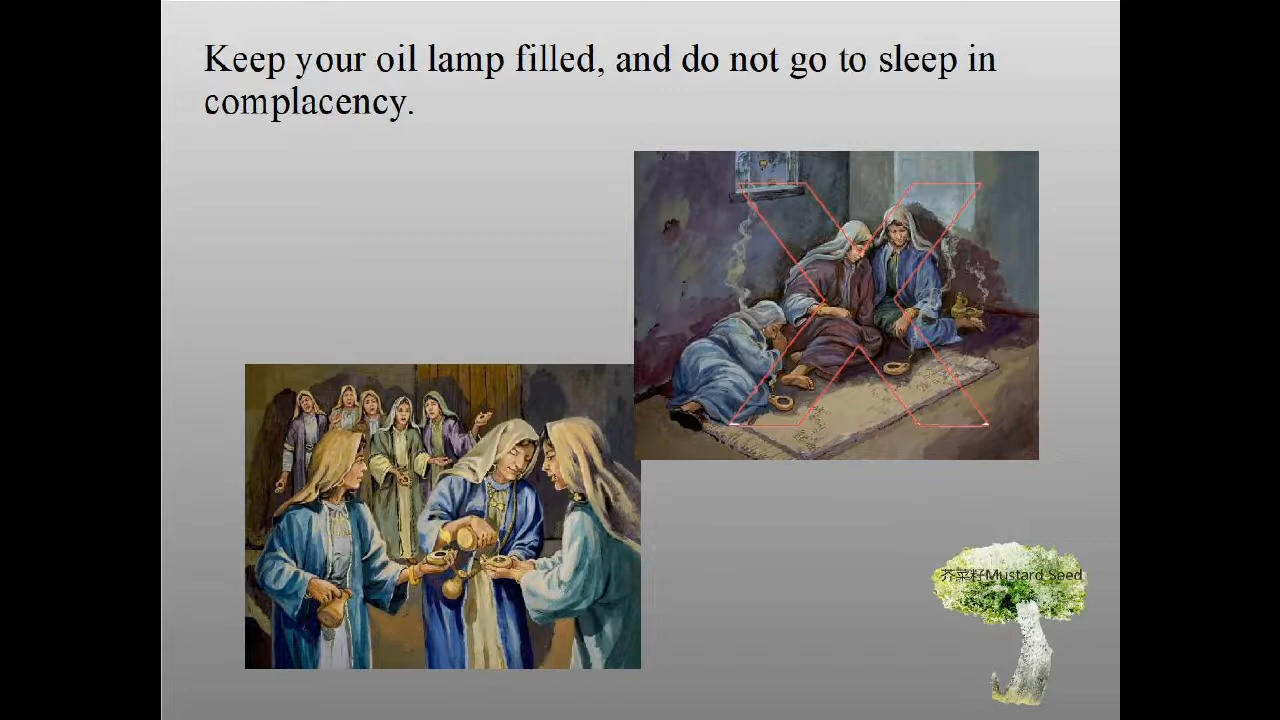 Keep your oil lamp filled, and do not go to sleep in
complacency.
芥菜籽Mustard Seed